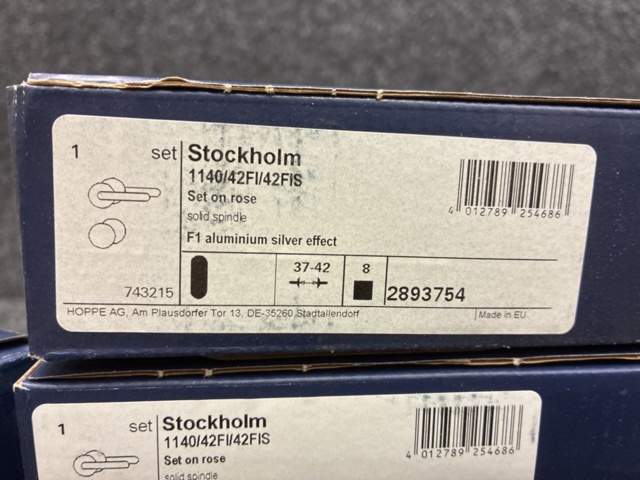 1 set Stockholm
1140/42FI/42FIS
Set on rose
solid spindle
F1 aluminium silver effect
4 012789 254686
743215 37-42 8 2893754
HOPPE AG, Am Plausdorfer Tor 13, DE-35260 Stadtallendorf Made in EU
1 set Stockholm
1140/42FI/42FIS
Set on rose
solid spindle
4 012789 254686